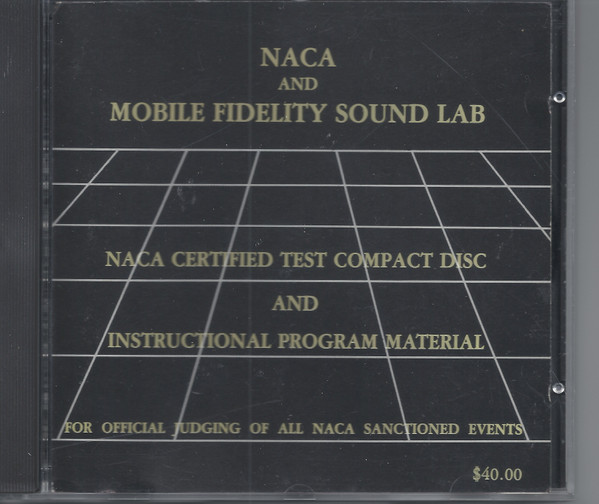 NACA
AND
MOBILE FIDELITY SOUND LAB
NACA CERTIFIED TEST COMPACT DISC
AND
INSTRUCTIONAL PROGRAM MATERIAL
FOR OFFICIAL JUDGING OF ALL NACA SANCTIONED EVENTS
$40.00